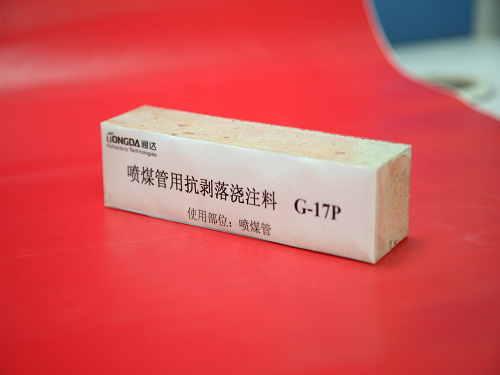 TONGDA 润达
Refractory Technologies
喷煤管用抗剥落浇注料 G-17P
使用部位：喷煤管